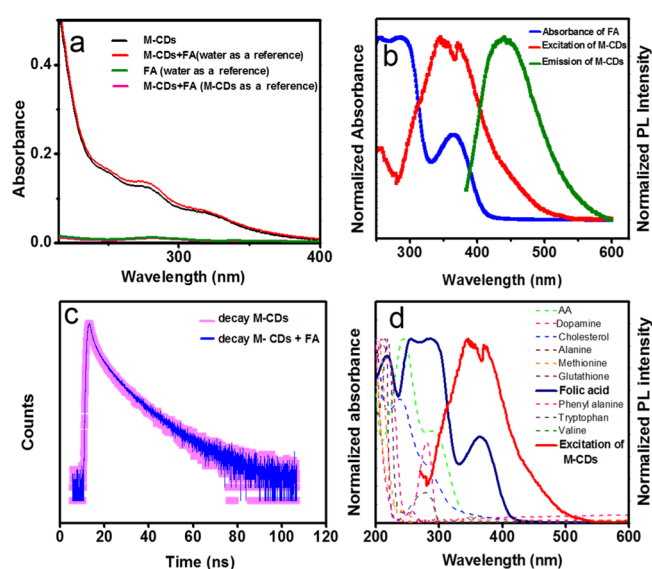 a
M-CDs
M-CDs+FA(water as a reference)
FA (water as a reference)
M-CDs+FA (M-CDs as a reference)
Absorbance
0.4
0.2
0.0
300
400
Wavelength (nm)
b
Absorbance of FA
Excitation of M-CDs
Emission of M-CDs
Normalized Absorbance
Normalized PL Intensity
300
400
500
600
Wavelength (nm)
c
decay M-CDs
decay M- CDs + FA
Counts
0
20
40
60
80
100
120
Time (ns)
d
AA
Dopamine
Cholesterol
Alanine
Methionine
Glutathione
Folic acid
Phenyl alanine
Tryptophan
Valine
Excitation of
M-CDs
Normalized absorbance
Normalized PL intensity
200
300
400
500
600
Wavelength (nm)